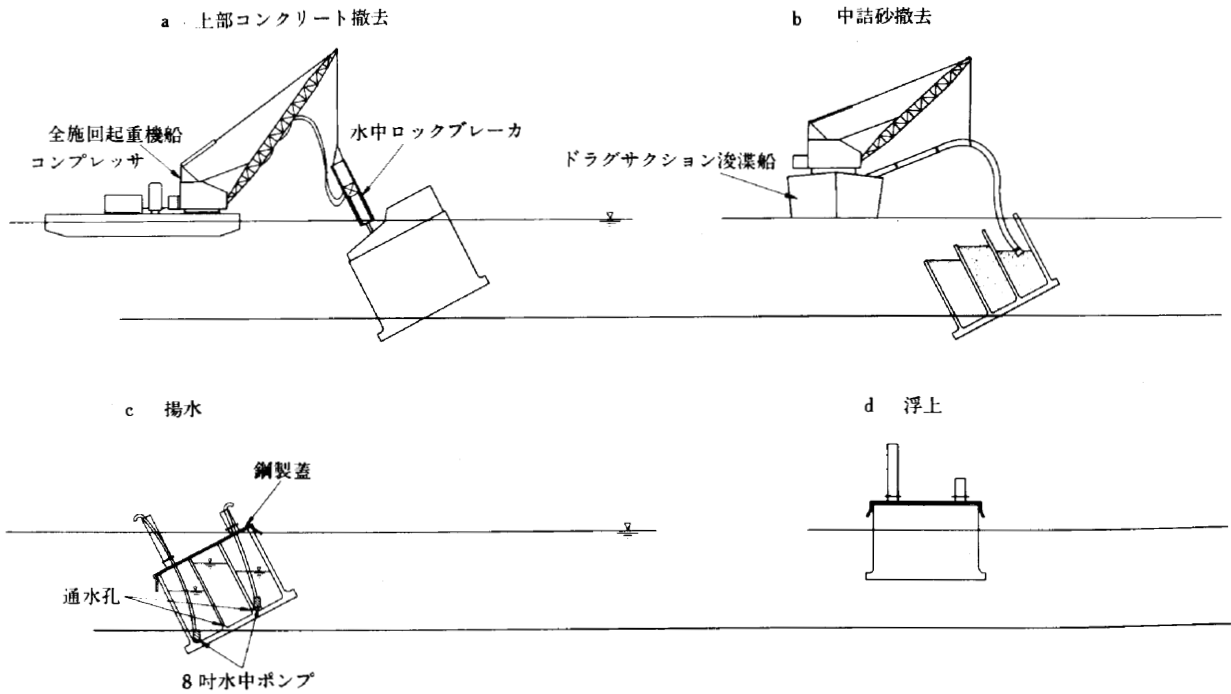 a 上部コンクリート撤去
全施回起重機船
コンプレッサ
水中ロックブレーカ
b 中詰砂撤去
ドラグサクション浚渫船
c 揚水
鋼製蓋
通水孔
8吋水中ポンプ
d 浮上